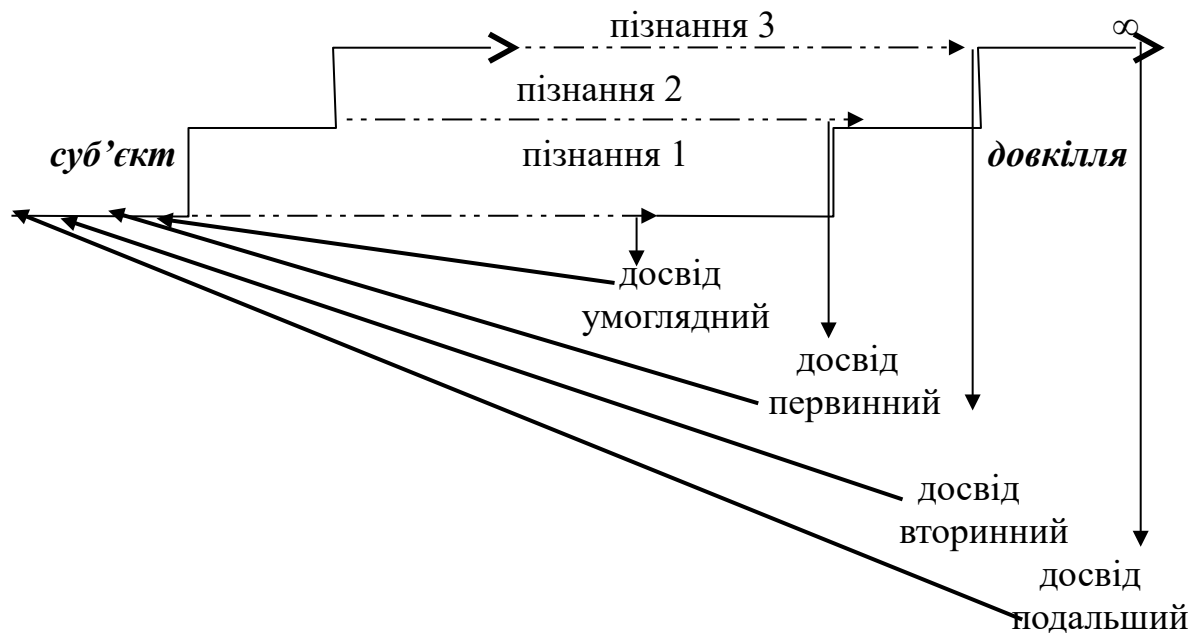 пізнання 3
∞
пізнання 2
суб’єкт
пізнання 1
довкілля
досвід
умоглядний
досвід
первинний
досвід
вторинний
досвід
подальший